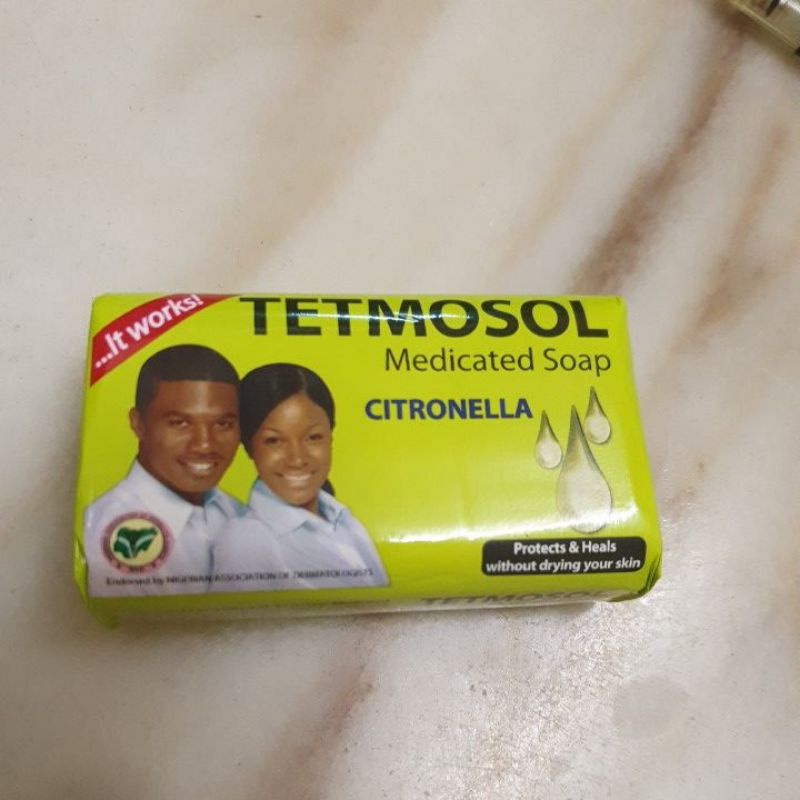 ...It works!
TETMOSOL
Medicated Soap
CITRONELLA
Protects & Heals
without drying your skin
Endorsed by NIGERIAN ASSOCIATION OF DERMATOLOGISTS
TETMOSOL